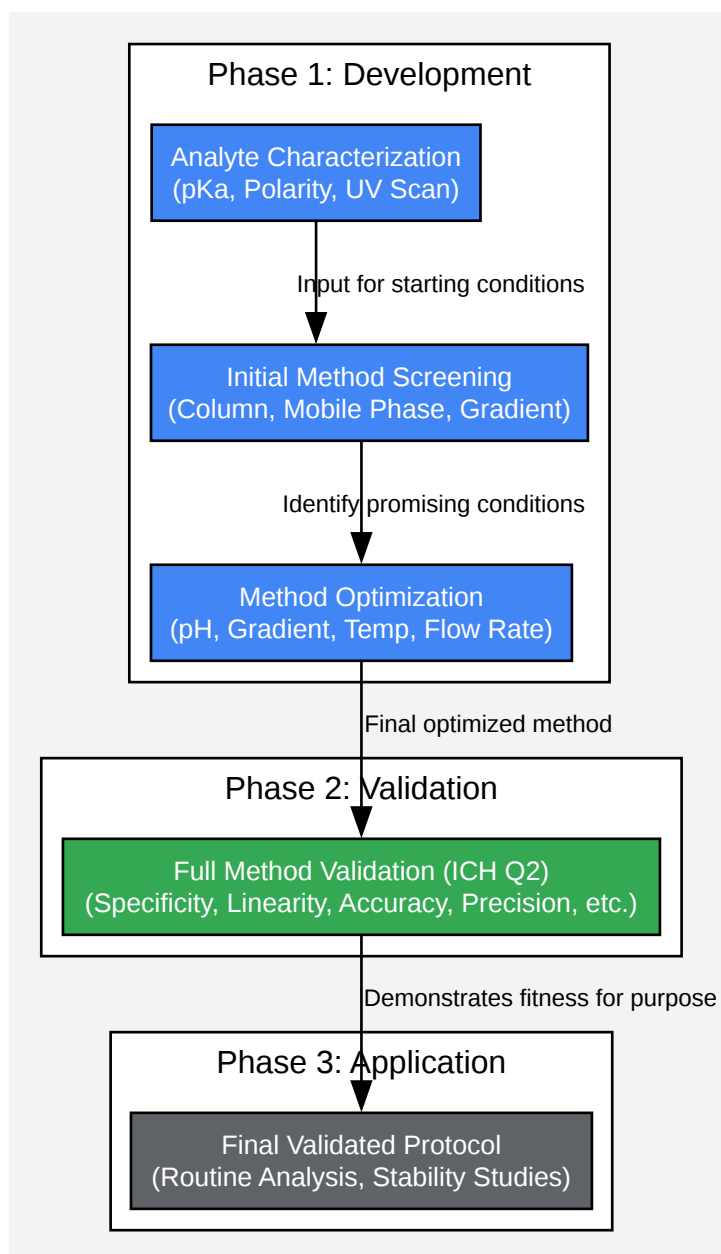 Phase 1: Development
Analyte Characterization
(pKa, Polarity, UV Scan)
Input for starting conditions
Initial Method Screening
(Column, Mobile Phase, Gradient)
Identify promising conditions
Method Optimization
(pH, Gradient, Temp, Flow Rate)
Final optimized method
Phase 2: Validation
Full Method Validation (ICH Q2)
(Specificity, Linearity, Accuracy, Precision, etc.)
Demonstrates fitness for purpose
Phase 3: Application
Final Validated Protocol
(Routine Analysis, Stability Studies)